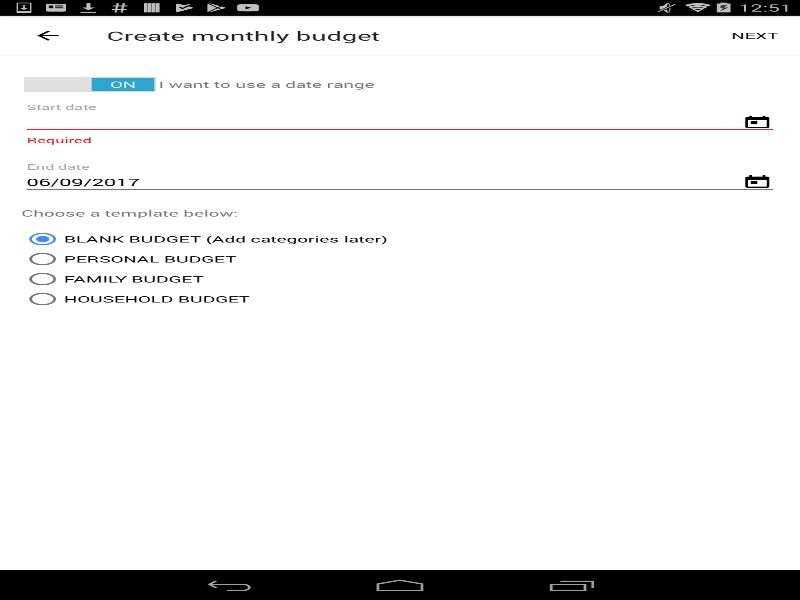 12:51
Create monthly budget
NEXT
ON I want to use a date range
Start date
Required
End date
06/09/2017
Choose a template below:
BLANK BUDGET (Add categories later)
PERSONAL BUDGET
FAMILY BUDGET
HOUSEHOLD BUDGET